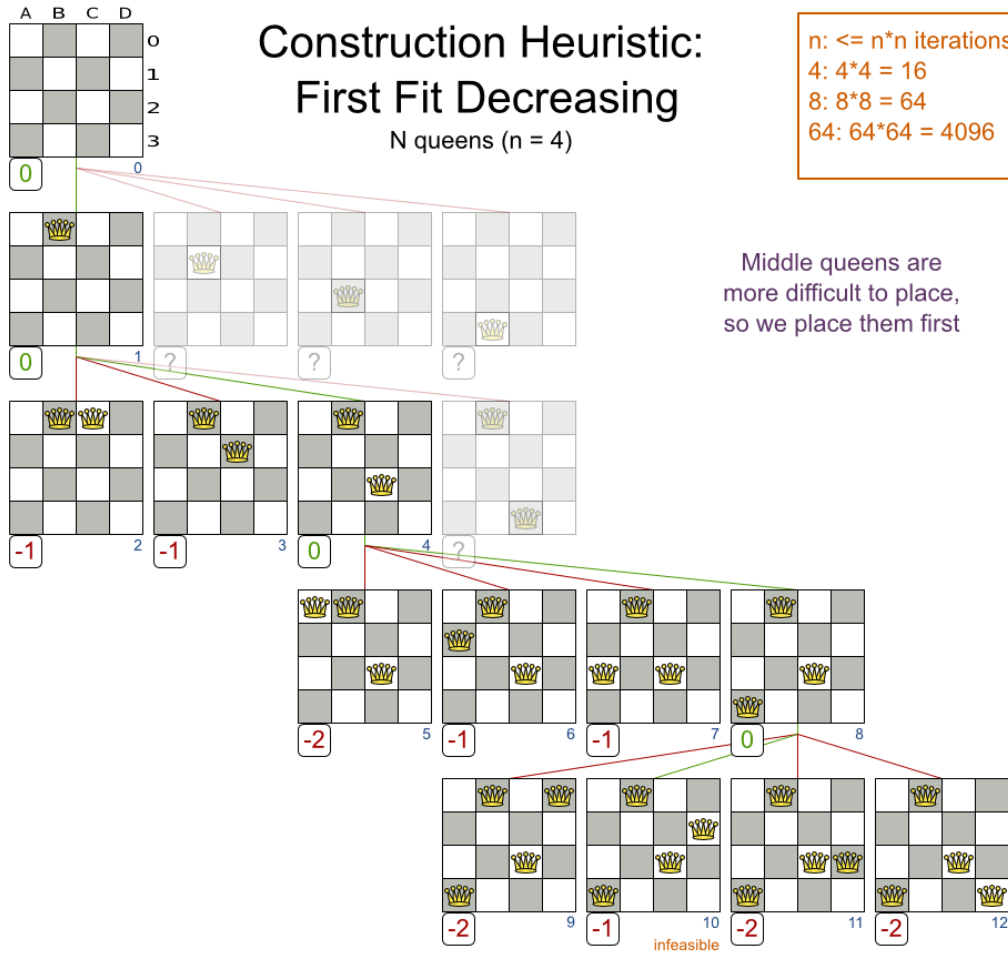 A B C D
0
1
2
3
Construction Heuristic:
First Fit Decreasing
N queens (n = 4)
n: <= n*n iterations
4: 4*4 = 16
8: 8*8 = 64
64: 64*64 = 4096
0 0
Middle queens are
more difficult to place,
so we place them first
0 1 ? ? ?
-1 2 -1 3 0 4 ?
-2 5 -1 6 -1 7 0 8
-2 9 -1 10 -2 11 -2 12
infeasible